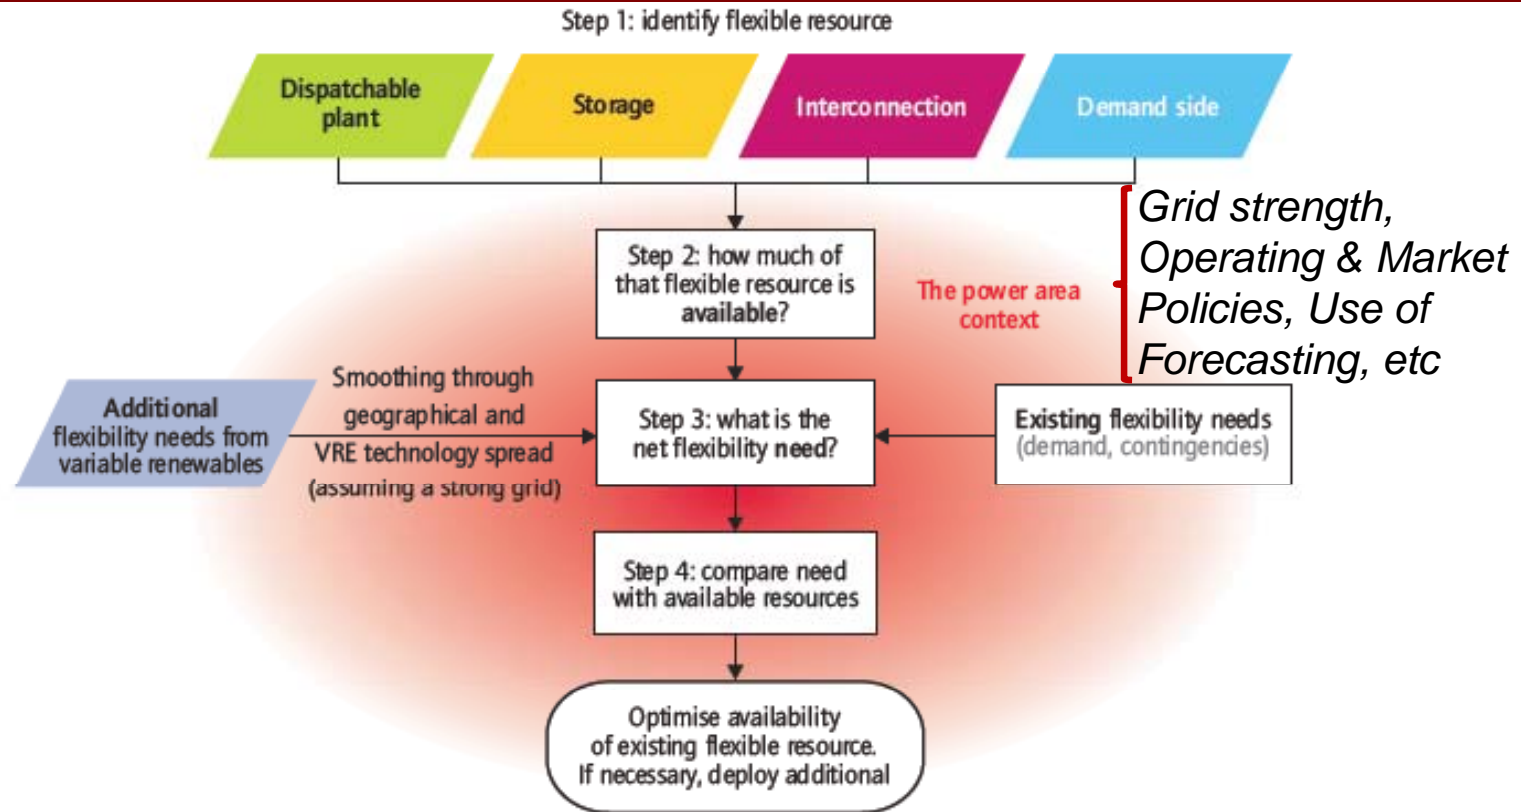 Step 1: identify flexible resource
Dispatchable
plant
Storage
Interconnection
Demand side
Grid strength,
Operating & Market
Policies, Use of
Forecasting, etc
Step 2: how much of
that flexible resource is
available?
The power area
context
Additional
flexibility needs from
variable renewables
Smoothing through
geographical and
VRE technology spread
(assuming a strong grid)
Step 3: what is the
net flexibility need?
Existing flexibility needs
(demand, contingencies)
Step 4: compare need
with available resources
Optimise availability
of existing flexible resource.
If necessary, deploy additional